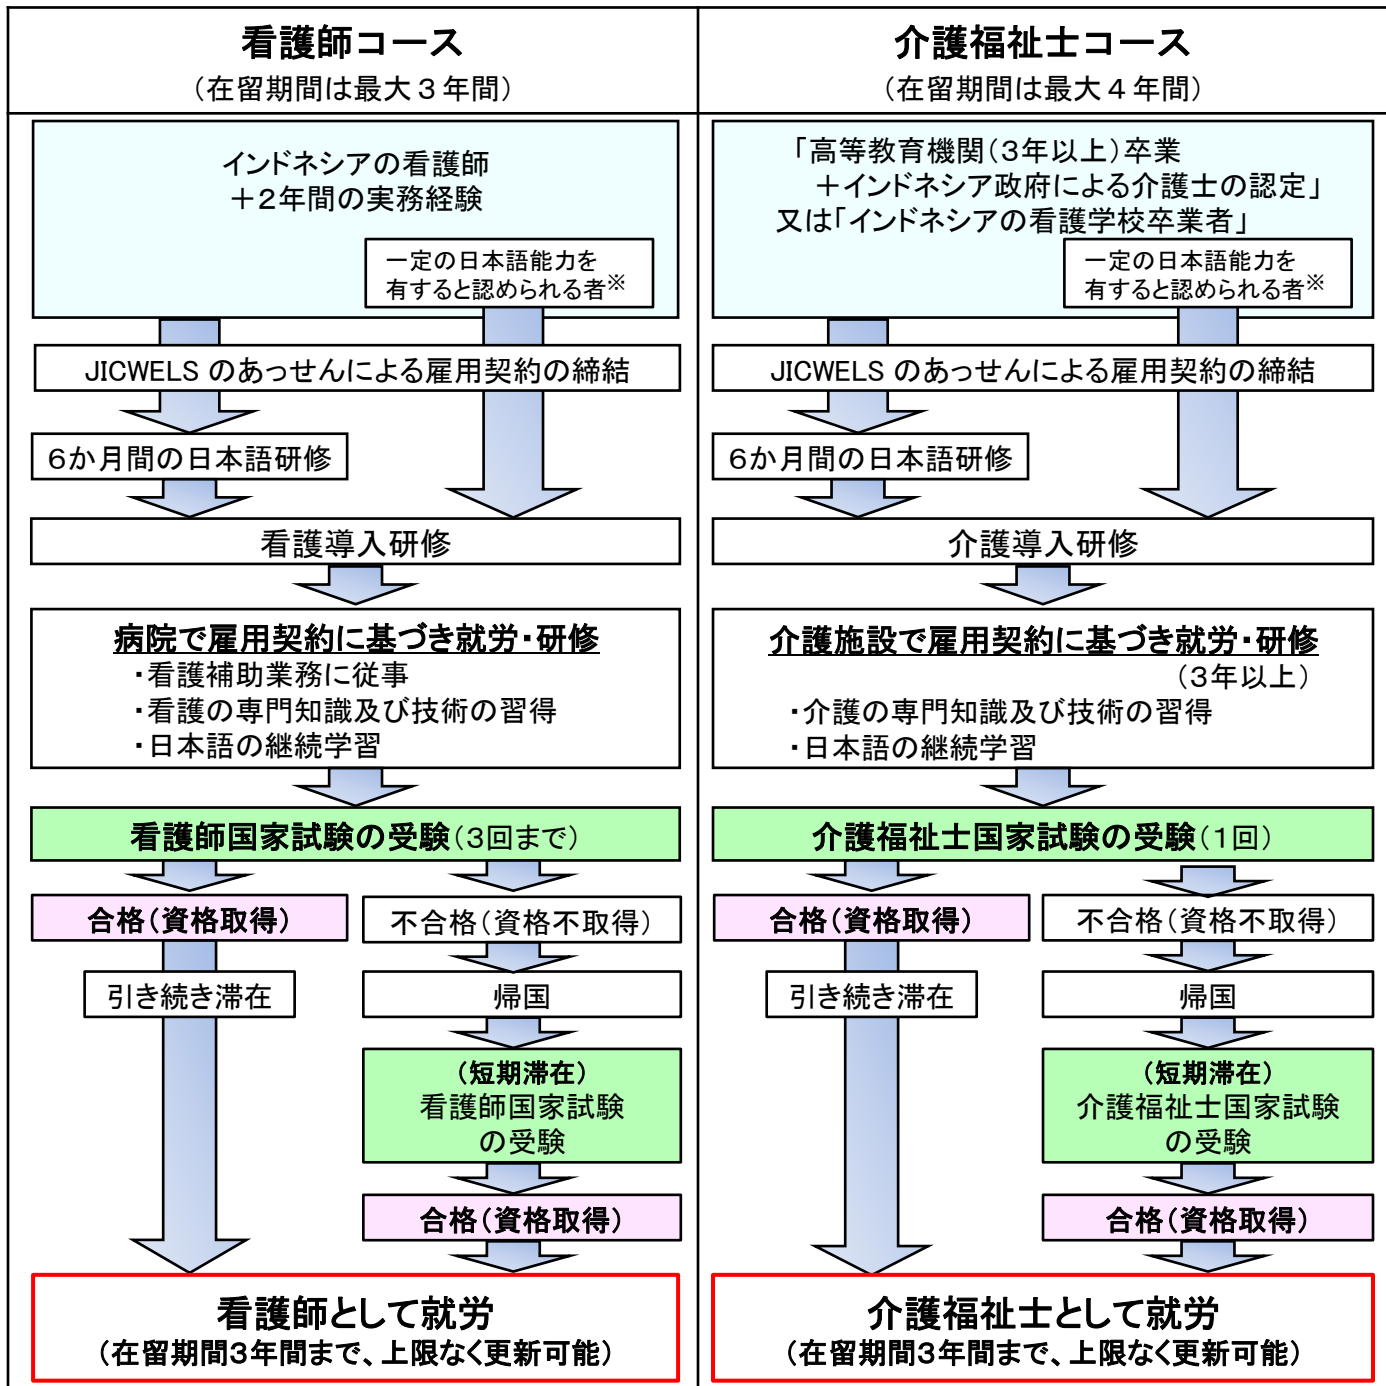 看護師コース
（在留期間は最大３年間）
インドネシアの看護師
＋2年間の実務経験
一定の日本語能力を
有すると認められる者※
JICWELS のあっせんによる雇用契約の締結
6か月間の日本語研修
看護導入研修
病院で雇用契約に基づき就労・研修
・看護補助業務に従事
・看護の専門知識及び技術の習得
・日本語の継続学習
看護師国家試験の受験（3回まで）
合格（資格取得）
不合格（資格不取得）
引き続き滞在
帰国
（短期滞在）
看護師国家試験
の受験
合格（資格取得）
看護師として就労
（在留期間3年間まで、上限なく更新可能）
介護福祉士コース
（在留期間は最大４年間）
「高等教育機関（3年以上）卒業
＋インドネシア政府による介護士の認定」
又は「インドネシアの看護学校卒業者」
一定の日本語能力を
有すると認められる者※
JICWELS のあっせんによる雇用契約の締結
6か月間の日本語研修
介護導入研修
介護施設で雇用契約に基づき就労・研修
（3年以上）
・介護の専門知識及び技術の習得
・日本語の継続学習
介護福祉士国家試験の受験（1回）
合格（資格取得）
不合格（資格不取得）
引き続き滞在
帰国
（短期滞在）
介護福祉士国家試験
の受験
合格（資格取得）
介護福祉士として就労
（在留期間3年間まで、上限なく更新可能）